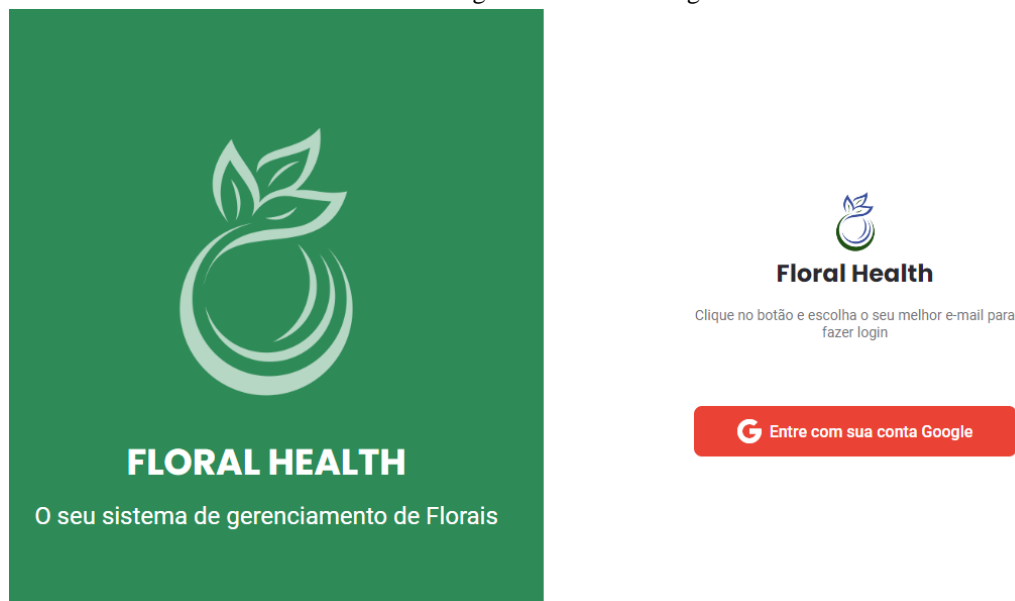 FLORAL HEALTH
O seu sistema de gerenciamento de Florais
Floral Health
Clique no botão e escolha o seu melhor e-mail para
fazer login
G Entre com sua conta Google